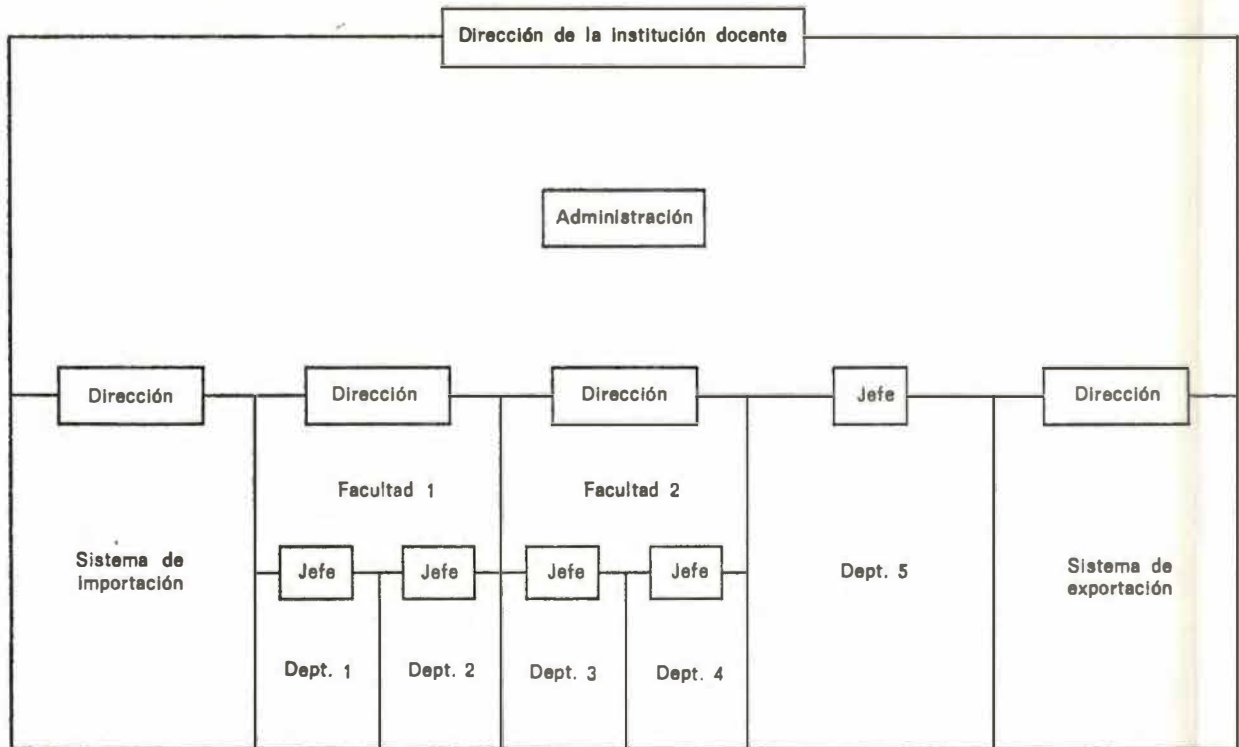 Dirección de la institución docente
Administración
Dirección
Dirección
Dirección
Jefe
Dirección
Facultad 1
Facultad 2
Sistema de
importación
Jefe
Jefe
Jefe
Jefe
Dept. 5
Sistema de
exportación
Dept. 1
Dept. 2
Dept. 3
Dept. 4